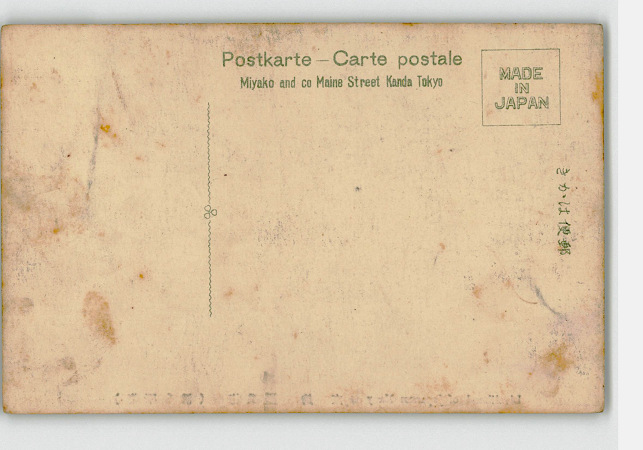 Postkarte – Carte postale
Miyako and co Maine Street Kanda Tokyo
MADE
IN
JAPAN
きかは便郵